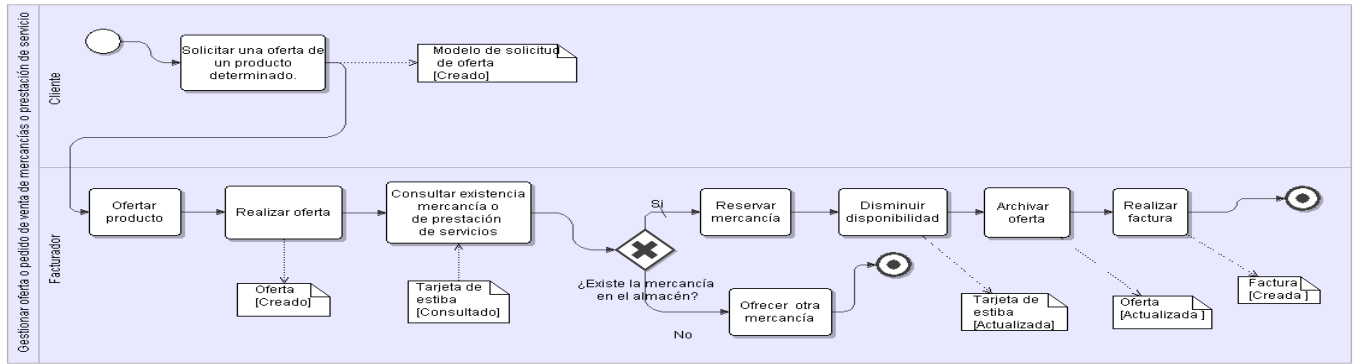 Gestionar oferta o pedido de venta de mercancías o prestación de servicio
Cliente
Solicitar una oferta de
un producto
determinado.
Modelo de solicitud
de oferta
[Creado]
Facturador
Ofertar
producto
Realizar oferta
Oferta
[Creado]
Consultar existencia
mercancía o
de prestación
de servicios
Tarjeta de
estiba
[Consultado]
¿Existe la mercancía
en el almacén?
Si
No
Reservar
mercancía
Ofrecer otra
mercancía
Disminuir
disponibilidad
Tarjeta de
estiba
[Actualizada]
Archivar
oferta
Oferta
[Actualizada ]
Realizar
factura
Factura
[Creada ]